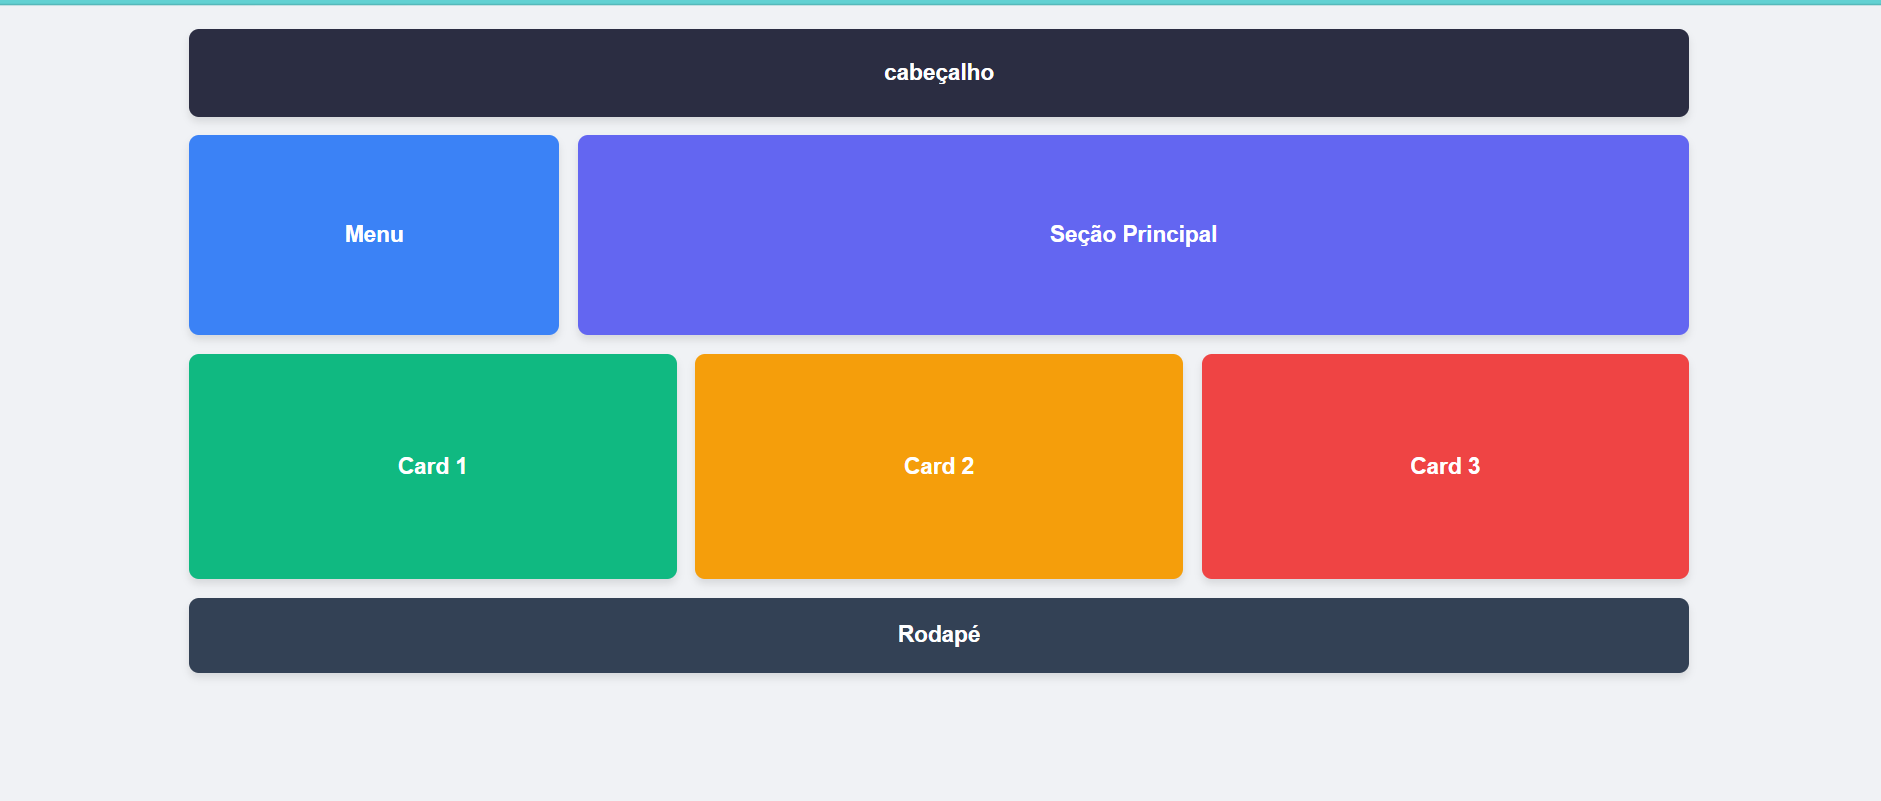 cabeçalho
Menu
Seção Principal
Card 1
Card 2
Card 3
Rodapé